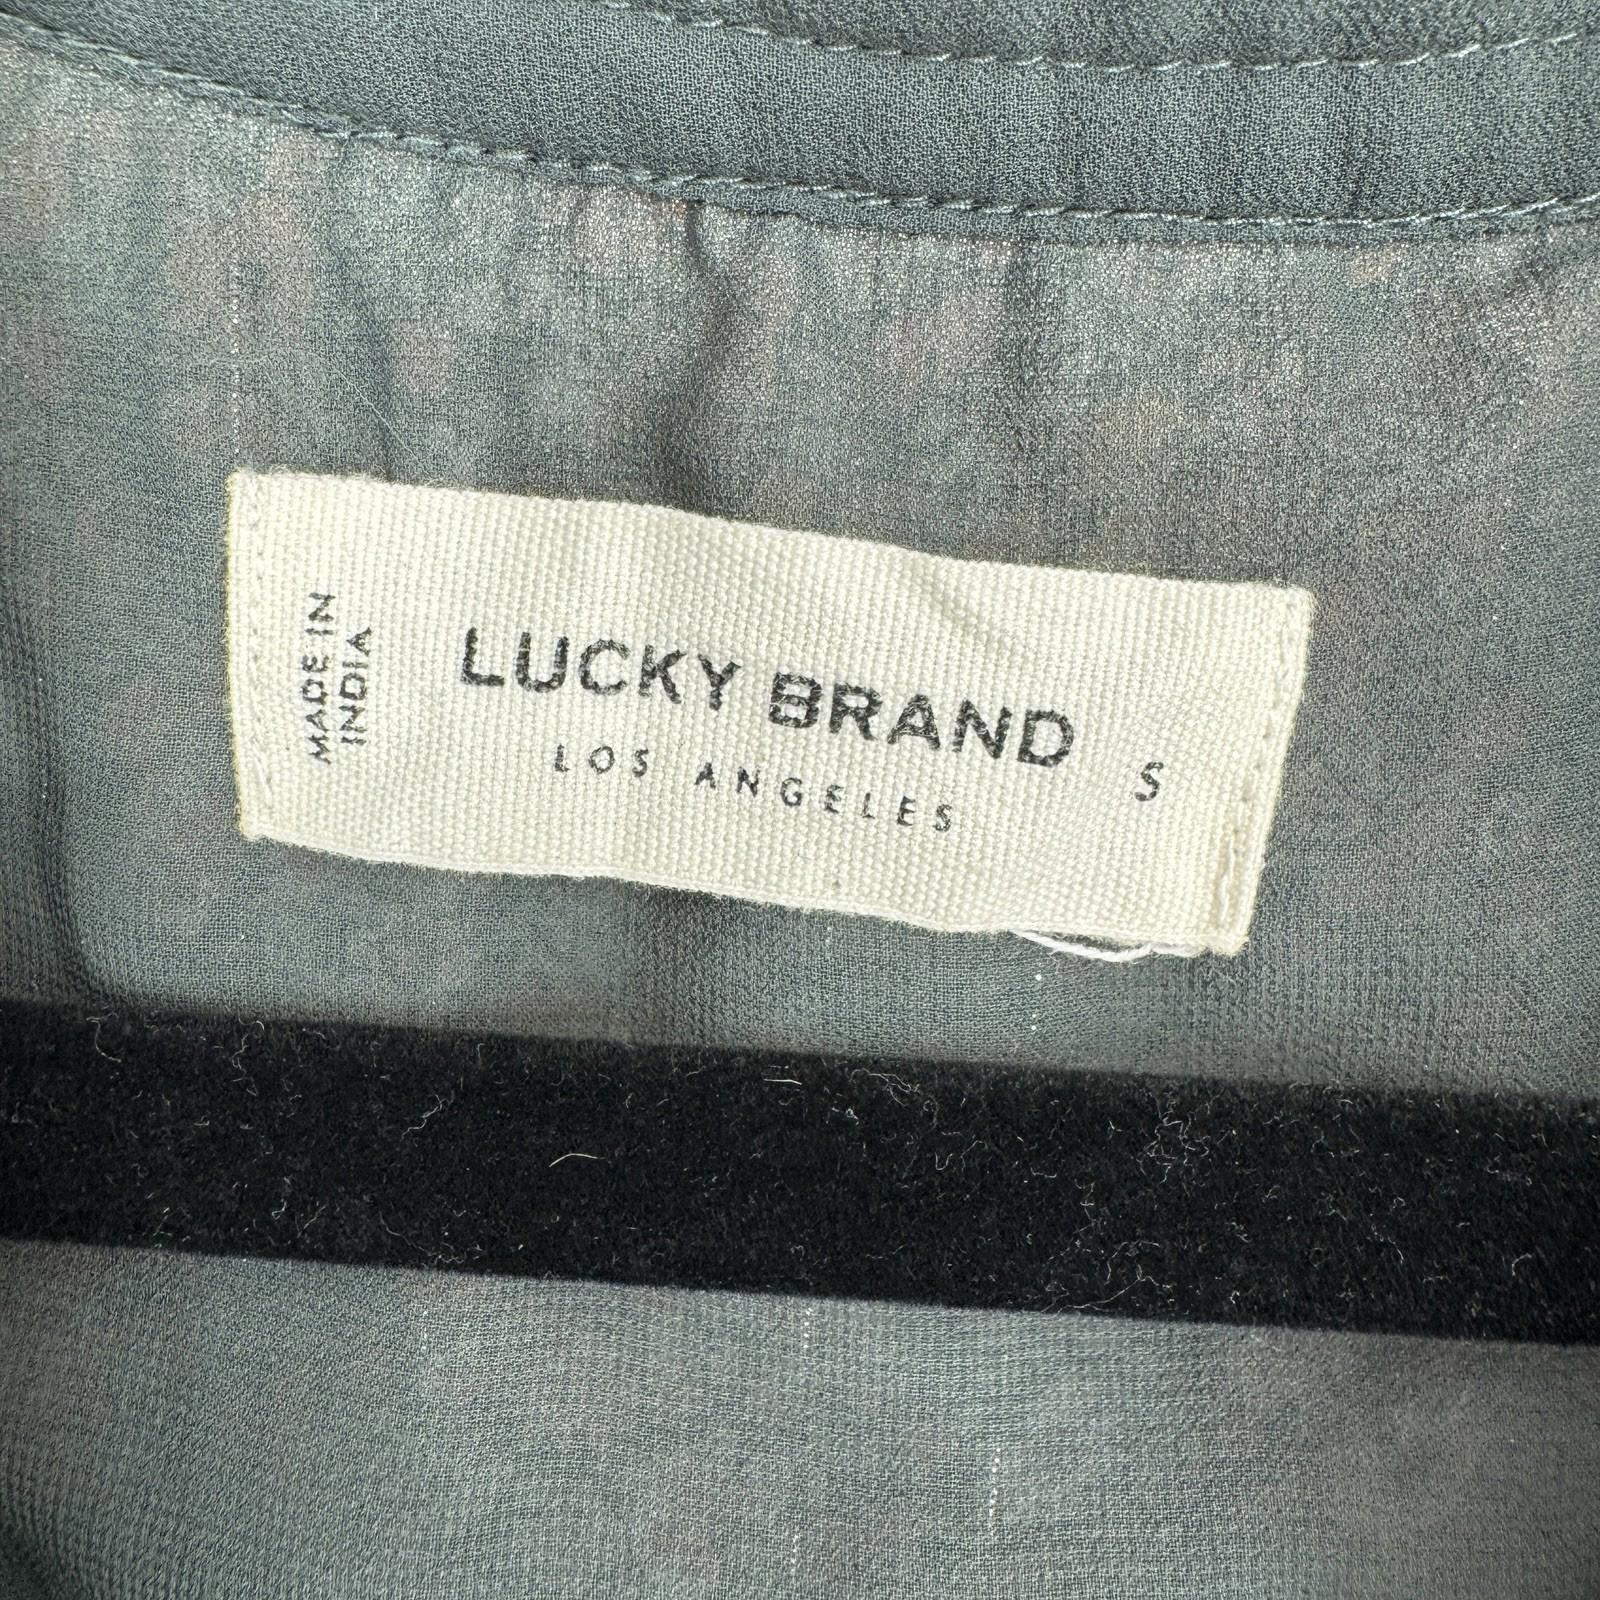 MADE IN
INDIA
LUCKY BRAND
LOS ANGELES
S